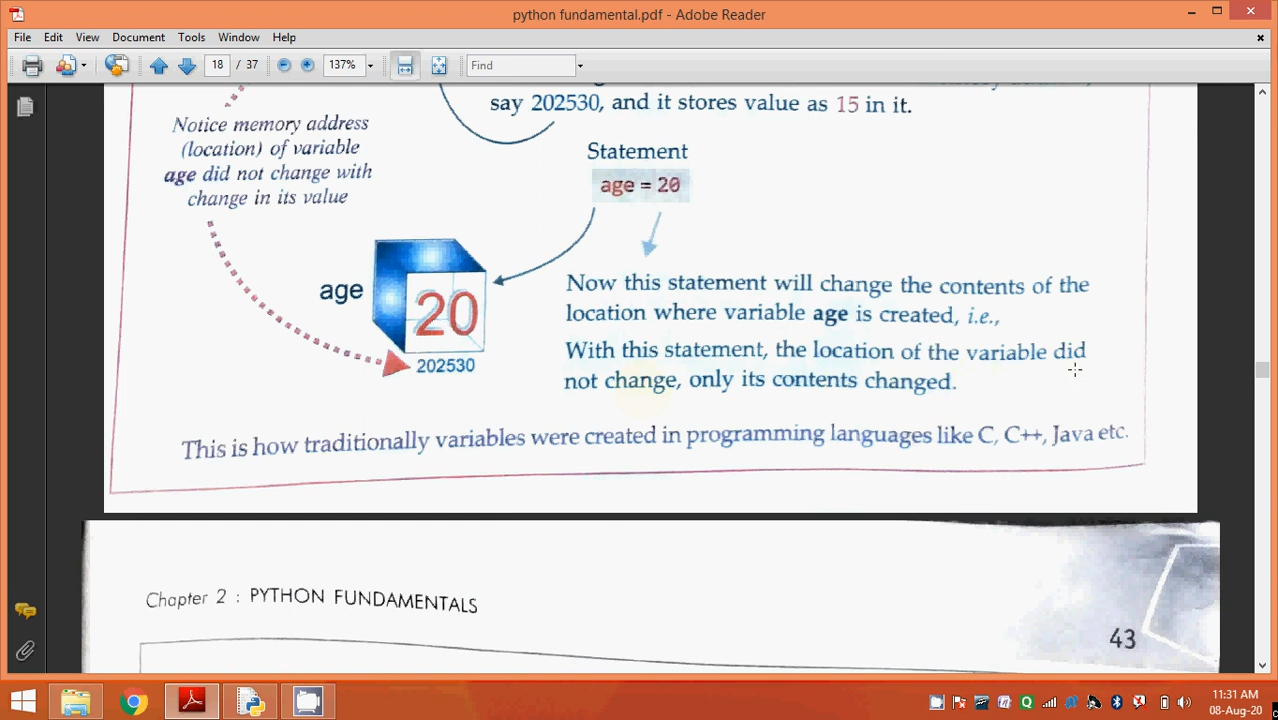 python fundamental.pdf - Adobe Reader
File Edit View Document Tools Window Help
18 / 37 137% Find
say 202530, and it stores value as 15 in it.
Notice memory address
(location) of variable
age did not change with
change in its value
Statement
age = 20
age
20
202530
Now this statement will change the contents of the
location where variable age is created, i.e.,
With this statement, the location of the variable did
not change, only its contents changed.
This is how traditionally variables were created in programming languages like C, C++, Java etc.
Chapter 2 : PYTHON FUNDAMENTALS
43
11:31 AM
08-Aug-20